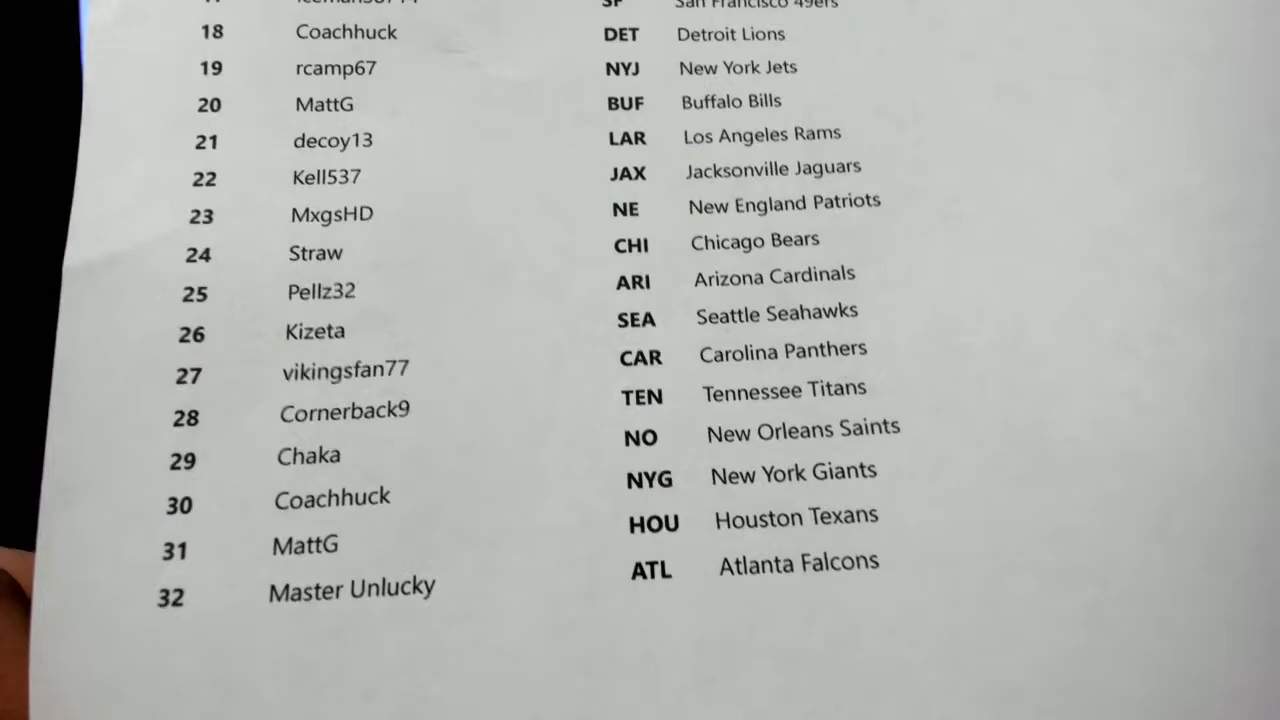 SF San Francisco 49ers
18 Coachhuck DET Detroit Lions
19 rcamp67 NYJ New York Jets
20 MattG BUF Buffalo Bills
21 decoy13 LAR Los Angeles Rams
22 Kell537 JAX Jacksonville Jaguars
23 MxgsHD NE New England Patriots
24 Straw CHI Chicago Bears
25 Pellz32 ARI Arizona Cardinals
26 Kizeta SEA Seattle Seahawks
27 vikingsfan77 CAR Carolina Panthers
28 Cornerback9 TEN Tennessee Titans
29 Chaka NO New Orleans Saints
30 Coachhuck NYG New York Giants
31 MattG HOU Houston Texans
32 Master Unlucky ATL Atlanta Falcons